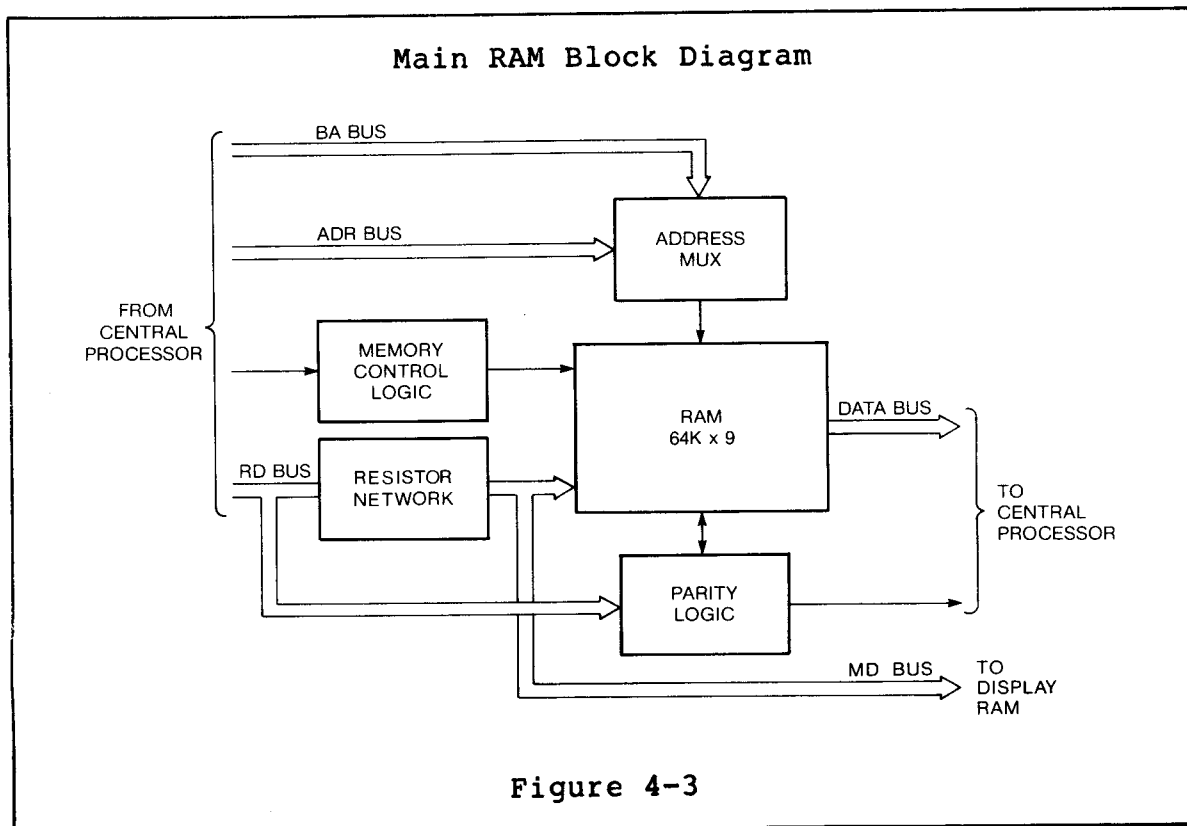 Main RAM Block Diagram
BA BUS
ADR BUS
ADDRESS
MUX
FROM
CENTRAL
PROCESSOR
MEMORY
CONTROL
LOGIC
RAM
64K x 9
DATA BUS
RD BUS
RESISTOR
NETWORK
TO
CENTRAL
PROCESSOR
PARITY
LOGIC
MD BUS
TO
DISPLAY
RAM
Figure 4-3